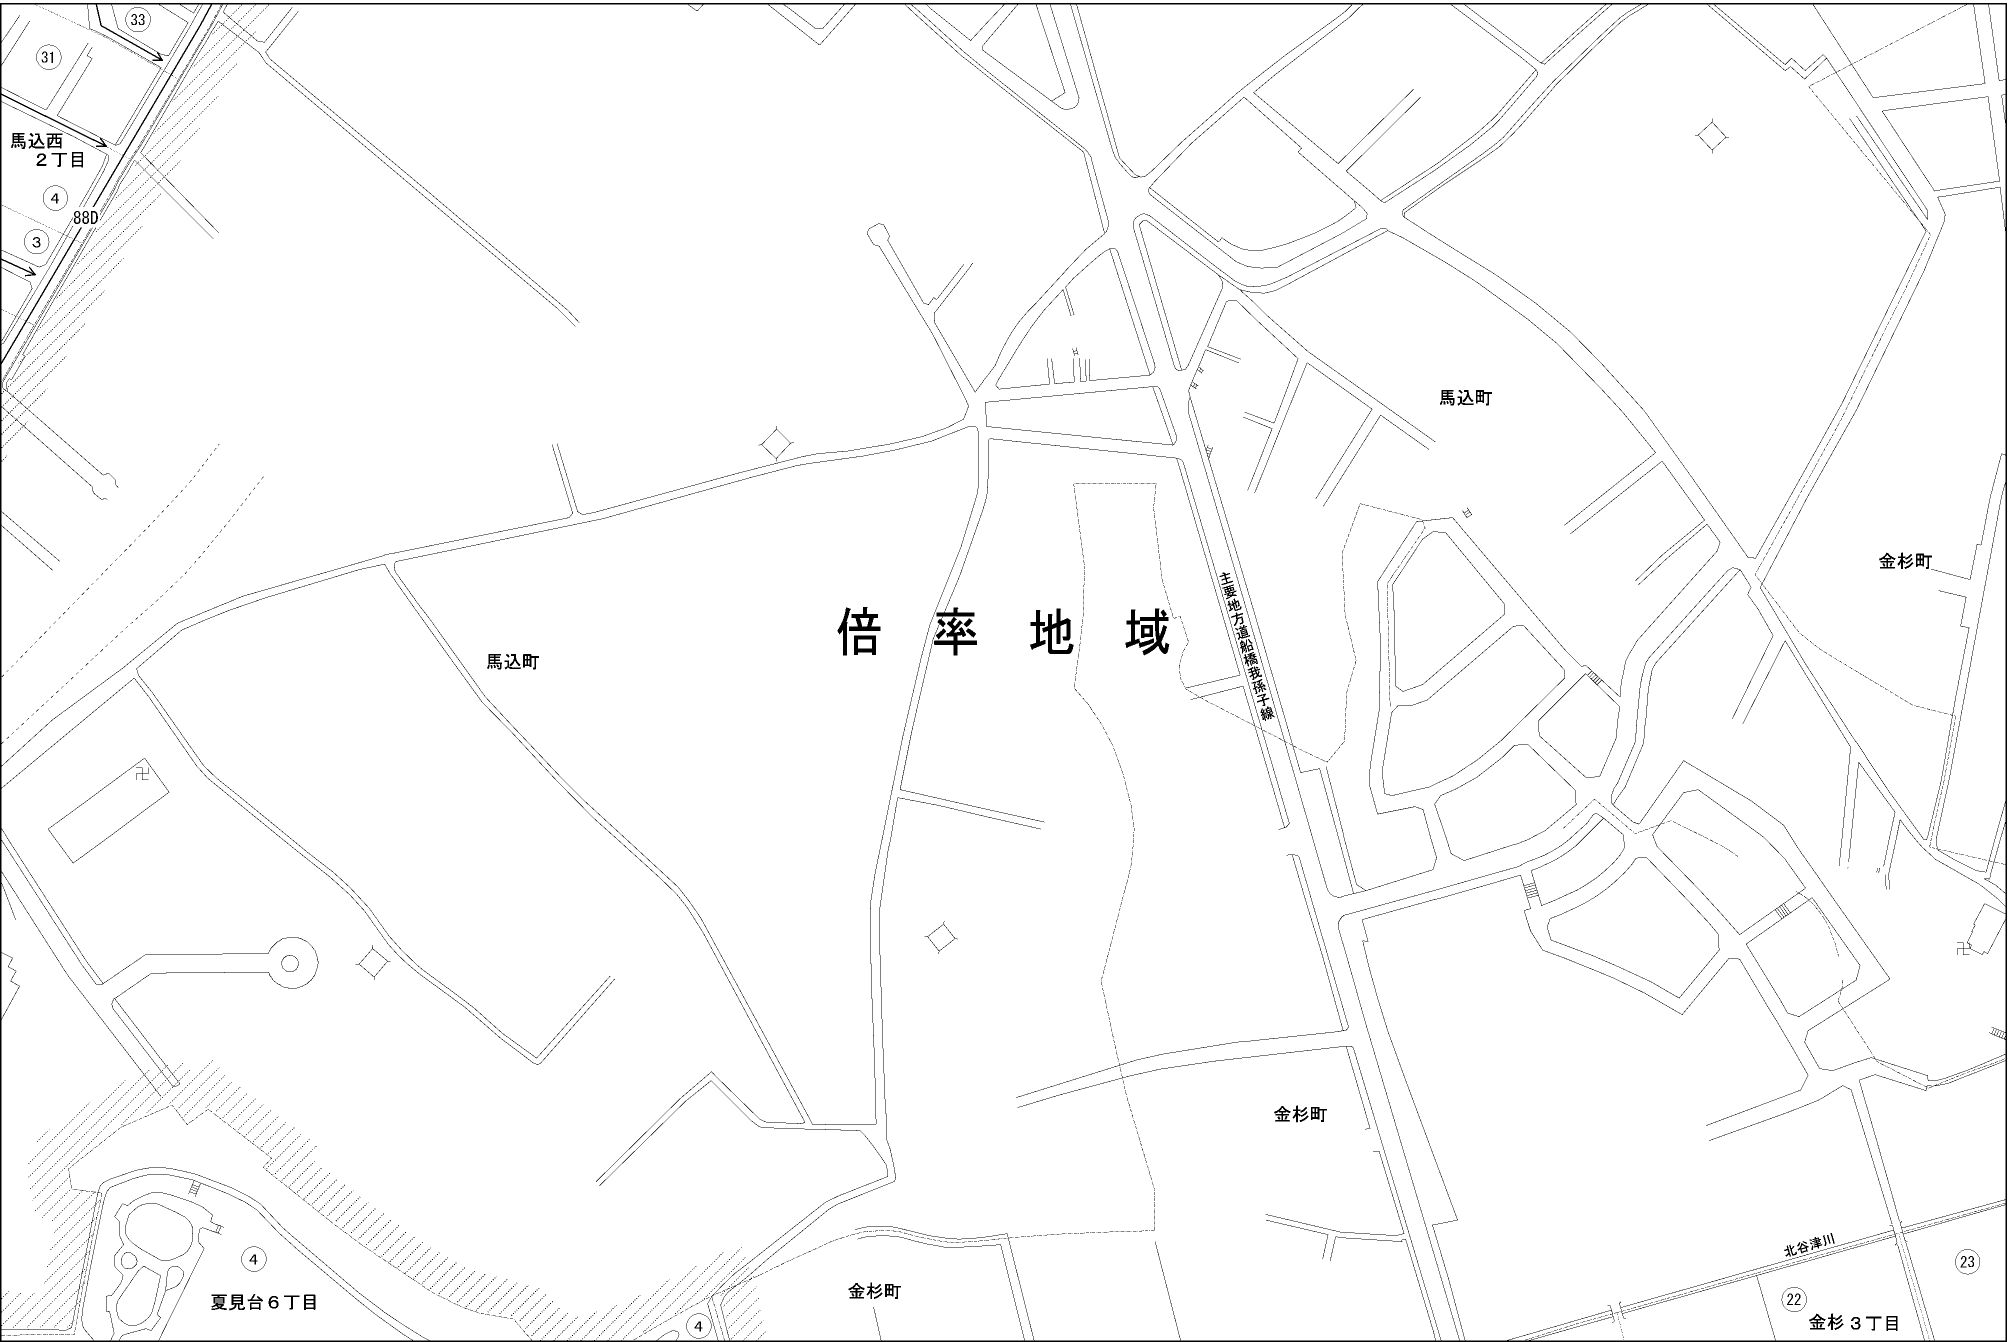 33
31
馬込西
2丁目
4
88D
3
馬込町
金杉町
倍率地域
主要地方道船橋我孫子線
馬込町
金杉町
北谷津川
4
夏見台6丁目
金杉町
4
22
23
金杉3丁目